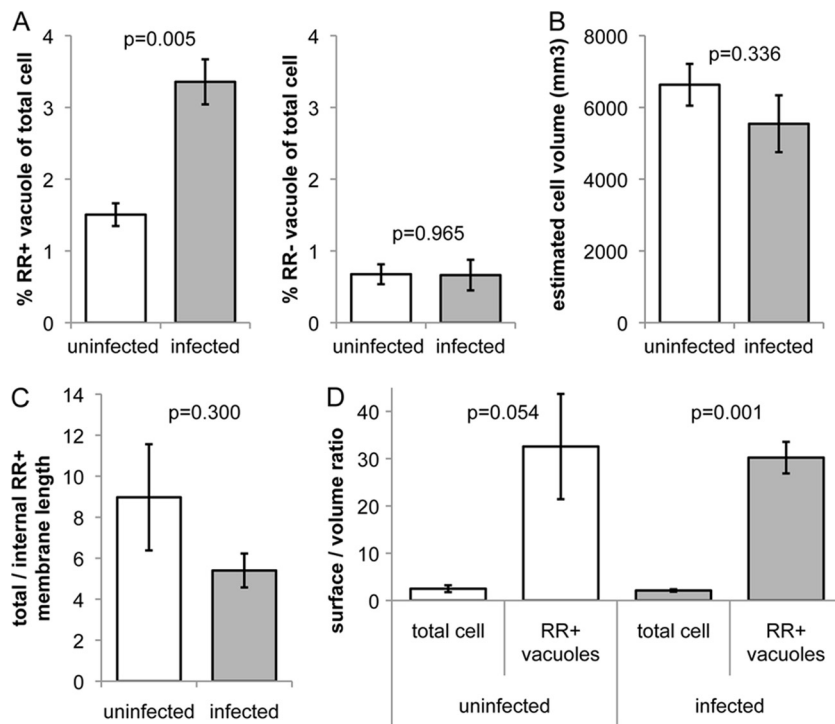 A
% RR+ vacuole of total cell
4
3
2
1
0
p=0.005
uninfected infected
% RR- vacuole of total cell
4
3
2
1
0
p=0.965
uninfected infected
B
estimated cell volume (mm3)
8000
6000
4000
2000
0
p=0.336
uninfected infected
C
total / internal RR+
membrane length
14
12
10
8
6
4
2
0
p=0.300
uninfected infected
D
surface / volume ratio
40
30
20
10
0
p=0.054 p=0.001
total cell RR+ total cell RR+
vacuoles vacuoles
uninfected infected